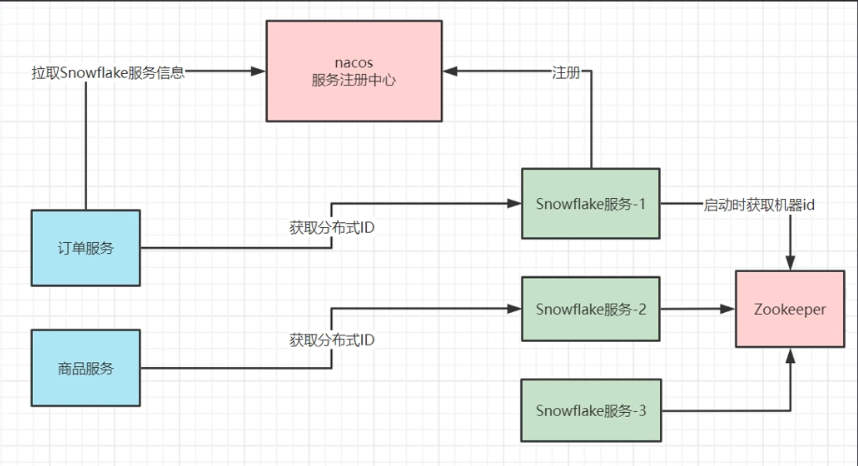 nacos
服务注册中心
拉取Snowflake服务信息
注册
Snowflake服务-1
启动时获取机器id
获取分布式ID
订单服务
Snowflake服务-2
Zookeeper
获取分布式ID
商品服务
Snowflake服务-3